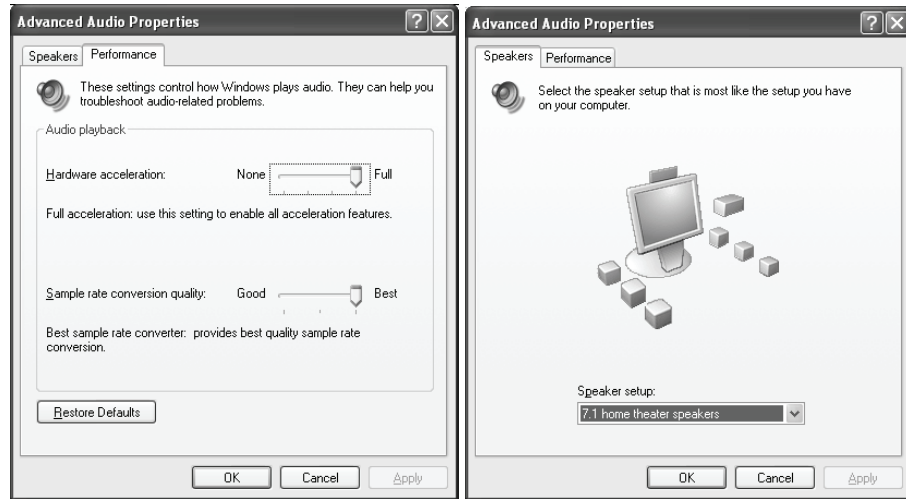 Advanced Audio Properties
Speakers
Performance
These settings control how Windows plays audio. They can help you
troubleshoot audio-related problems.
Audio playback
Hardware acceleration:
None
Full
Full acceleration: use this setting to enable all acceleration features.
Sample rate conversion quality:
Good
Best
Best sample rate converter: provides best quality sample rate
conversion.
Restore Defaults
OK
Cancel
Apply
Advanced Audio Properties
Speakers
Performance
Select the speaker setup that is most like the setup you have
on your computer.
Speaker setup:
7.1 home theater speakers
OK
Cancel
Apply